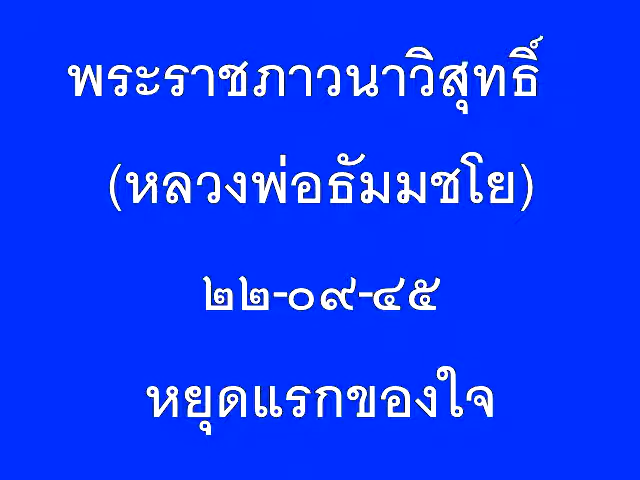 พระราชภาวนาวิสุทธิ์
(หลวงพ่อธัมมชโย)
๒๒-๐๙-๔๕
หยุดแรกของใจ